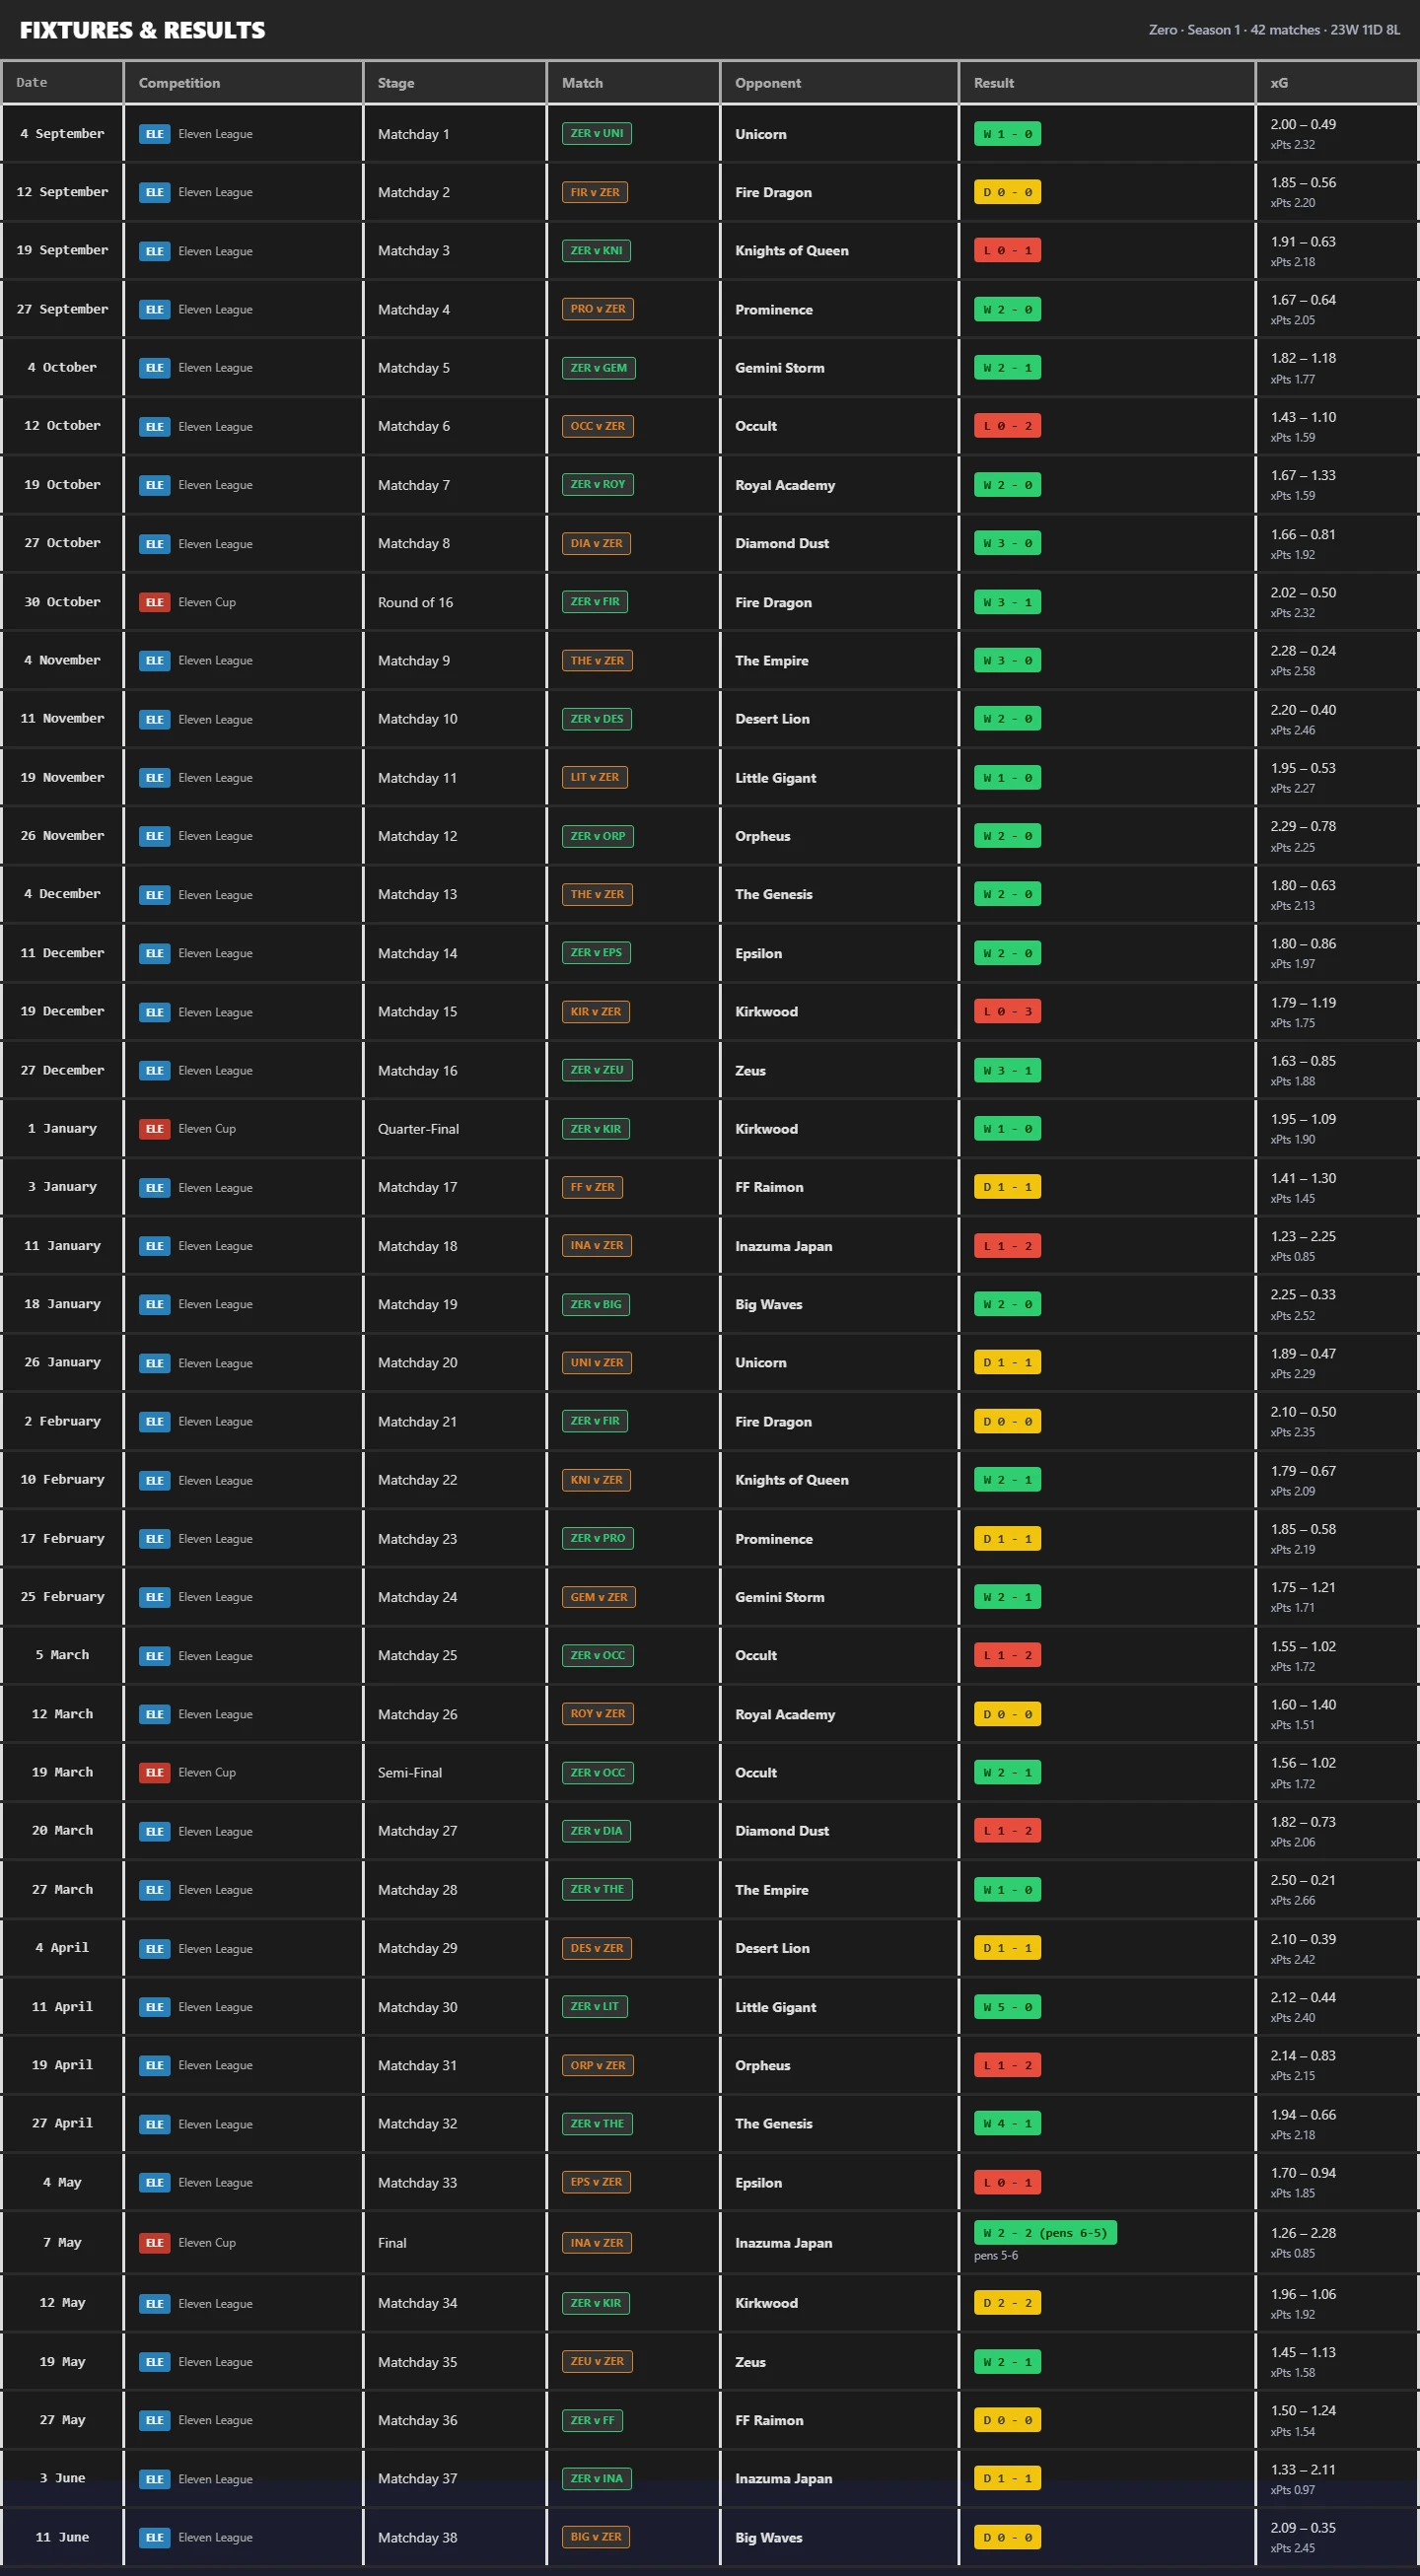 FIXTURES & RESULTS
Zero · Season 1 · 42 matches · 23W 11D 8L
Date Competition Stage Match Opponent Result xG
4 September ELE Eleven League Matchday 1 ZER v UNI Unicorn W 1 - 0 2.00 – 0.49
xPts 2.32
12 September ELE Eleven League Matchday 2 FIR v ZER Fire Dragon D 0 - 0 1.85 – 0.56
xPts 2.20
19 September ELE Eleven League Matchday 3 ZER v KNI Knights of Queen L 0 - 1 1.91 – 0.63
xPts 2.18
27 September ELE Eleven League Matchday 4 PRO v ZER Prominence W 2 - 0 1.67 – 0.64
xPts 2.05
4 October ELE Eleven League Matchday 5 ZER v GEM Gemini Storm W 2 - 1 1.82 – 1.18
xPts 1.77
12 October ELE Eleven League Matchday 6 OCC v ZER Occult L 0 - 2 1.43 – 1.10
xPts 1.59
19 October ELE Eleven League Matchday 7 ZER v ROY Royal Academy W 2 - 0 1.67 – 1.33
xPts 1.59
27 October ELE Eleven League Matchday 8 DIA v ZER Diamond Dust W 3 - 0 1.66 – 0.81
xPts 1.92
30 October ELE Eleven Cup Round of 16 ZER v FIR Fire Dragon W 3 - 1 2.02 – 0.50
xPts 2.32
4 November ELE Eleven League Matchday 9 THE v ZER The Empire W 3 - 0 2.28 – 0.24
xPts 2.58
11 November ELE Eleven League Matchday 10 ZER v DES Desert Lion W 2 - 0 2.20 – 0.40
xPts 2.46
19 November ELE Eleven League Matchday 11 LIT v ZER Little Gigant W 1 - 0 1.95 – 0.53
xPts 2.27
26 November ELE Eleven League Matchday 12 ZER v ORP Orpheus W 2 - 0 2.29 – 0.78
xPts 2.25
4 December ELE Eleven League Matchday 13 THE v ZER The Genesis W 2 - 0 1.80 – 0.63
xPts 2.13
11 December ELE Eleven League Matchday 14 ZER v EPS Epsilon W 2 - 0 1.80 – 0.86
xPts 1.97
19 December ELE Eleven League Matchday 15 KIR v ZER Kirkwood L 0 - 3 1.79 – 1.19
xPts 1.75
27 December ELE Eleven League Matchday 16 ZER v ZEU Zeus W 3 - 1 1.63 – 0.85
xPts 1.88
1 January ELE Eleven Cup Quarter-Final ZER v KIR Kirkwood W 1 - 0 1.95 – 1.09
xPts 1.90
3 January ELE Eleven League Matchday 17 FF v ZER FF Raimon D 1 - 1 1.41 – 1.30
xPts 1.45
11 January ELE Eleven League Matchday 18 INA v ZER Inazuma Japan L 1 - 2 1.23 – 2.25
xPts 0.85
18 January ELE Eleven League Matchday 19 ZER v BIG Big Waves W 2 - 0 2.25 – 0.33
xPts 2.52
26 January ELE Eleven League Matchday 20 UNI v ZER Unicorn D 1 - 1 1.89 – 0.47
xPts 2.29
2 February ELE Eleven League Matchday 21 ZER v FIR Fire Dragon D 0 - 0 2.10 – 0.50
xPts 2.35
10 February ELE Eleven League Matchday 22 KNI v ZER Knights of Queen W 2 - 1 1.79 – 0.67
xPts 2.09
17 February ELE Eleven League Matchday 23 ZER v PRO Prominence D 1 - 1 1.85 – 0.58
xPts 2.19
25 February ELE Eleven League Matchday 24 GEM v ZER Gemini Storm W 2 - 1 1.75 – 1.21
xPts 1.71
5 March ELE Eleven League Matchday 25 ZER v OCC Occult L 1 - 2 1.55 – 1.02
xPts 1.72
12 March ELE Eleven League Matchday 26 ROY v ZER Royal Academy D 0 - 0 1.60 – 1.40
xPts 1.51
19 March ELE Eleven Cup Semi-Final ZER v OCC Occult W 2 - 1 1.56 – 1.02
xPts 1.72
20 March ELE Eleven League Matchday 27 ZER v DIA Diamond Dust L 1 - 2 1.82 – 0.73
xPts 2.06
27 March ELE Eleven League Matchday 28 ZER v THE The Empire W 1 - 0 2.50 – 0.21
xPts 2.66
4 April ELE Eleven League Matchday 29 DES v ZER Desert Lion D 1 - 1 2.10 – 0.39
xPts 2.42
11 April ELE Eleven League Matchday 30 ZER v LIT Little Gigant W 5 - 0 2.12 – 0.44
xPts 2.40
19 April ELE Eleven League Matchday 31 ORP v ZER Orpheus L 1 - 2 2.14 – 0.83
xPts 2.15
27 April ELE Eleven League Matchday 32 ZER v THE The Genesis W 4 - 1 1.94 – 0.66
xPts 2.18
4 May ELE Eleven League Matchday 33 EPS v ZER Epsilon L 0 - 1 1.70 – 0.94
xPts 1.85
7 May ELE Eleven Cup Final INA v ZER Inazuma Japan W 2 - 2 (pens 6-5) 1.26 – 2.28
pens 5-6 xPts 0.85
12 May ELE Eleven League Matchday 34 ZER v KIR Kirkwood D 2 - 2 1.96 – 1.06
xPts 1.92
19 May ELE Eleven League Matchday 35 ZEU v ZER Zeus W 2 - 1 1.45 – 1.13
xPts 1.58
27 May ELE Eleven League Matchday 36 ZER v FF FF Raimon D 0 - 0 1.50 – 1.24
xPts 1.54
3 June ELE Eleven League Matchday 37 ZER v INA Inazuma Japan D 1 - 1 1.33 – 2.11
xPts 0.97
11 June ELE Eleven League Matchday 38 BIG v ZER Big Waves D 0 - 0 2.09 – 0.35
xPts 2.45